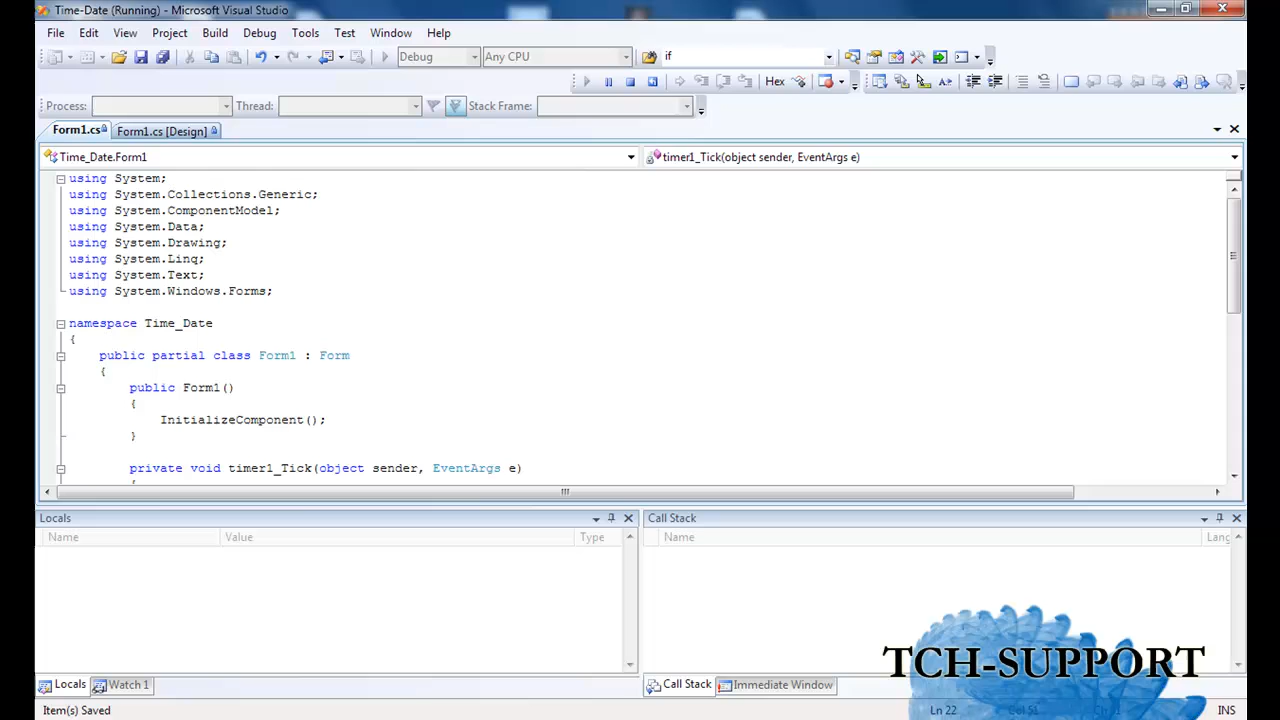 Time-Date (Running) - Microsoft Visual Studio
File Edit View Project Build Debug Tools Test Window Help
Debug Any CPU if
Hex
Process: Thread: Stack Frame:
Form1.cs Form1.cs [Design]
Time_Date.Form1 timer1_Tick(object sender, EventArgs e)
using System;
using System.Collections.Generic;
using System.ComponentModel;
using System.Data;
using System.Drawing;
using System.Linq;
using System.Text;
using System.Windows.Forms;
namespace Time_Date
{
public partial class Form1 : Form
{
public Form1()
{
InitializeComponent();
}
private void timer1_Tick(object sender, EventArgs e)
Locals Call Stack
Name Value Type Name Lang
TCH-SUPPORT
Locals Watch 1 Call Stack Immediate Window
Item(s) Saved Ln 22 Col 51 INS